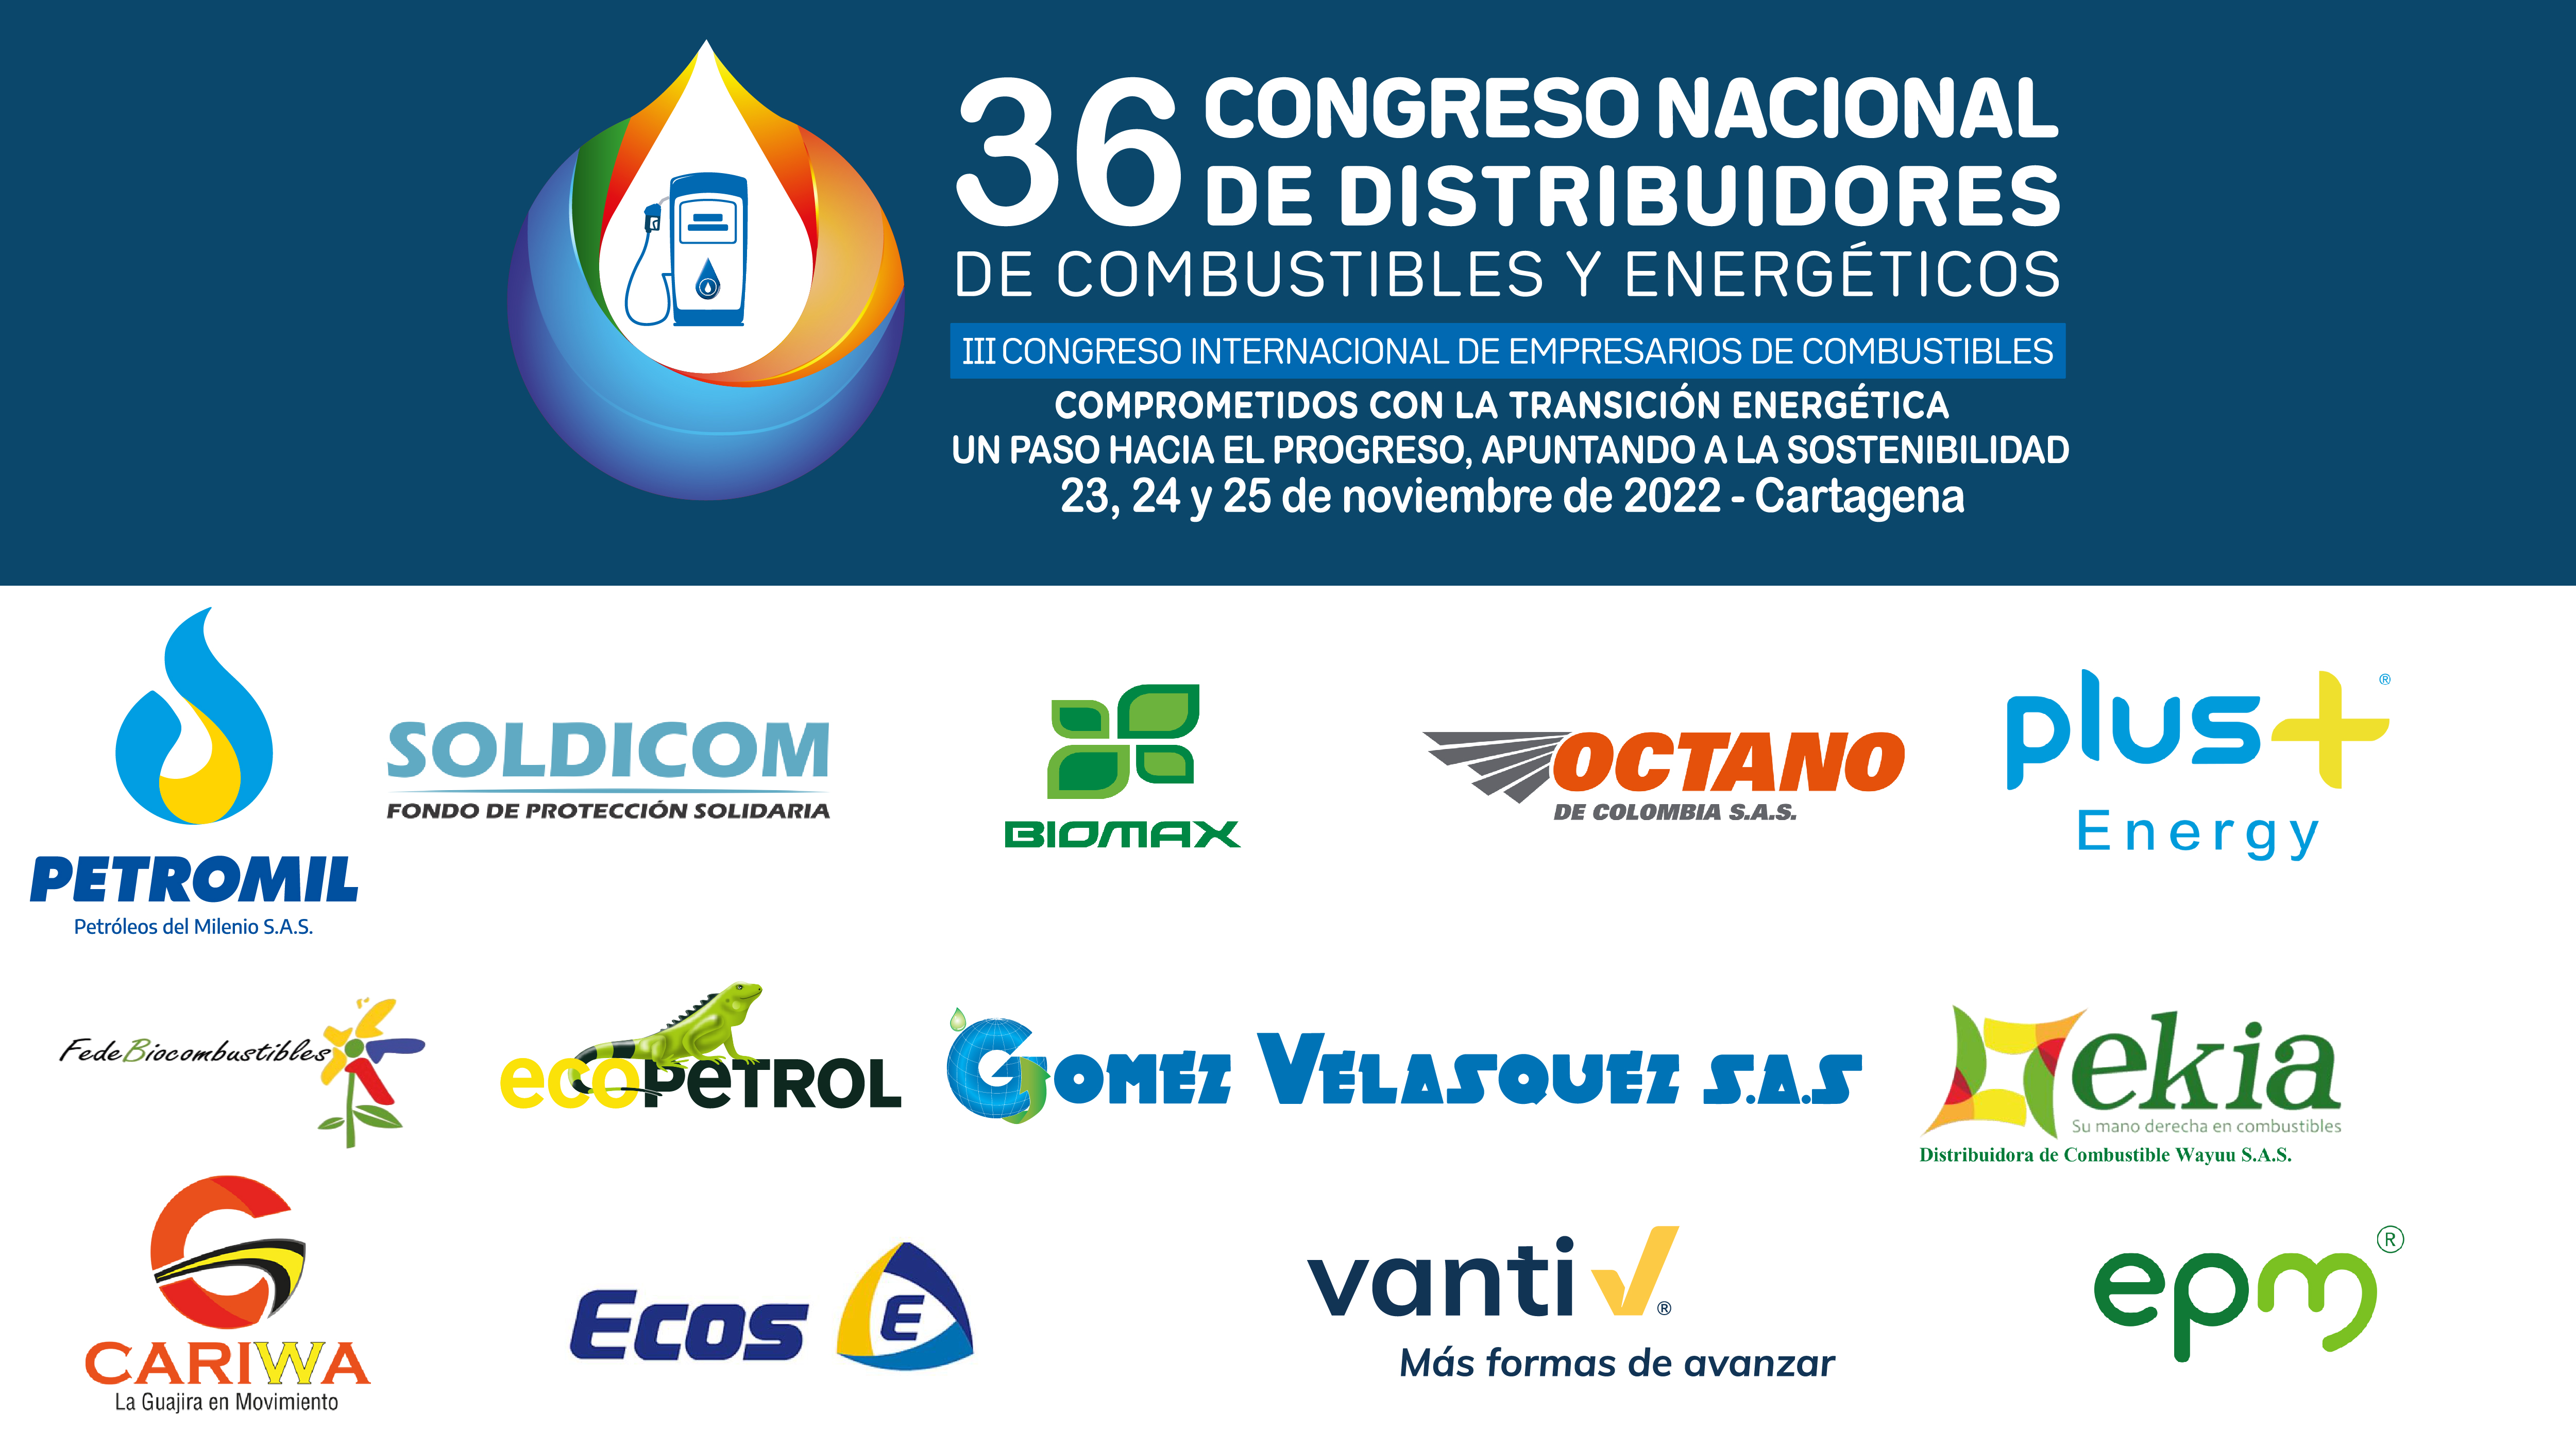 36 CONGRESO NACIONAL
DE DISTRIBUIDORES
DE COMBUSTIBLES Y ENERGÉTICOS
III CONGRESO INTERNACIONAL DE EMPRESARIOS DE COMBUSTIBLES
COMPROMETIDOS CON LA TRANSICIÓN ENERGÉTICA
UN PASO HACIA EL PROGRESO, APUNTANDO A LA SOSTENIBILIDAD
23, 24 y 25 de noviembre de 2022 - Cartagena
PETROMIL
Petróleos del Milenio S.A.S.
SOLDICOM
FONDO DE PROTECCIÓN SOLIDARIA
BIOMAX
OCTANO
DE COLOMBIA S.A.S.
plus+ ®
Energy
FedeBiocombustibles
ecoPeTROL
GOMEZ VELASQUEZ S.A.S
ekia
Su mano derecha en combustibles
Distribuidora de Combustible Wayuu S.A.S.
CARIWA
La Guajira en Movimiento
Ecos E
vanti ®
Más formas de avanzar
epm ®